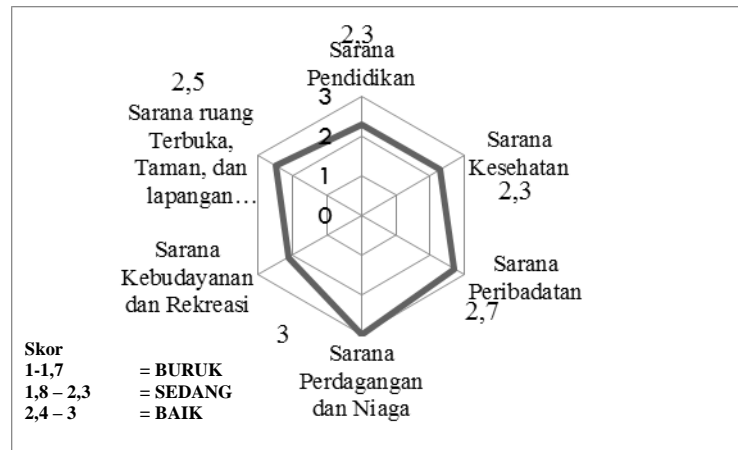 2,3
Sarana
Pendidikan
2,5
Sarana ruang
Terbuka,
Taman, dan
lapangan…
3
2
1
0
Sarana
Kesehatan
2,3
Sarana
Peribadatan
2,7
Sarana
Kebudayanan
dan Rekreasi
3
Sarana
Perdagangan
dan Niaga
Skor
1-1,7 = BURUK
1,8 – 2,3 = SEDANG
2,4 – 3 = BAIK